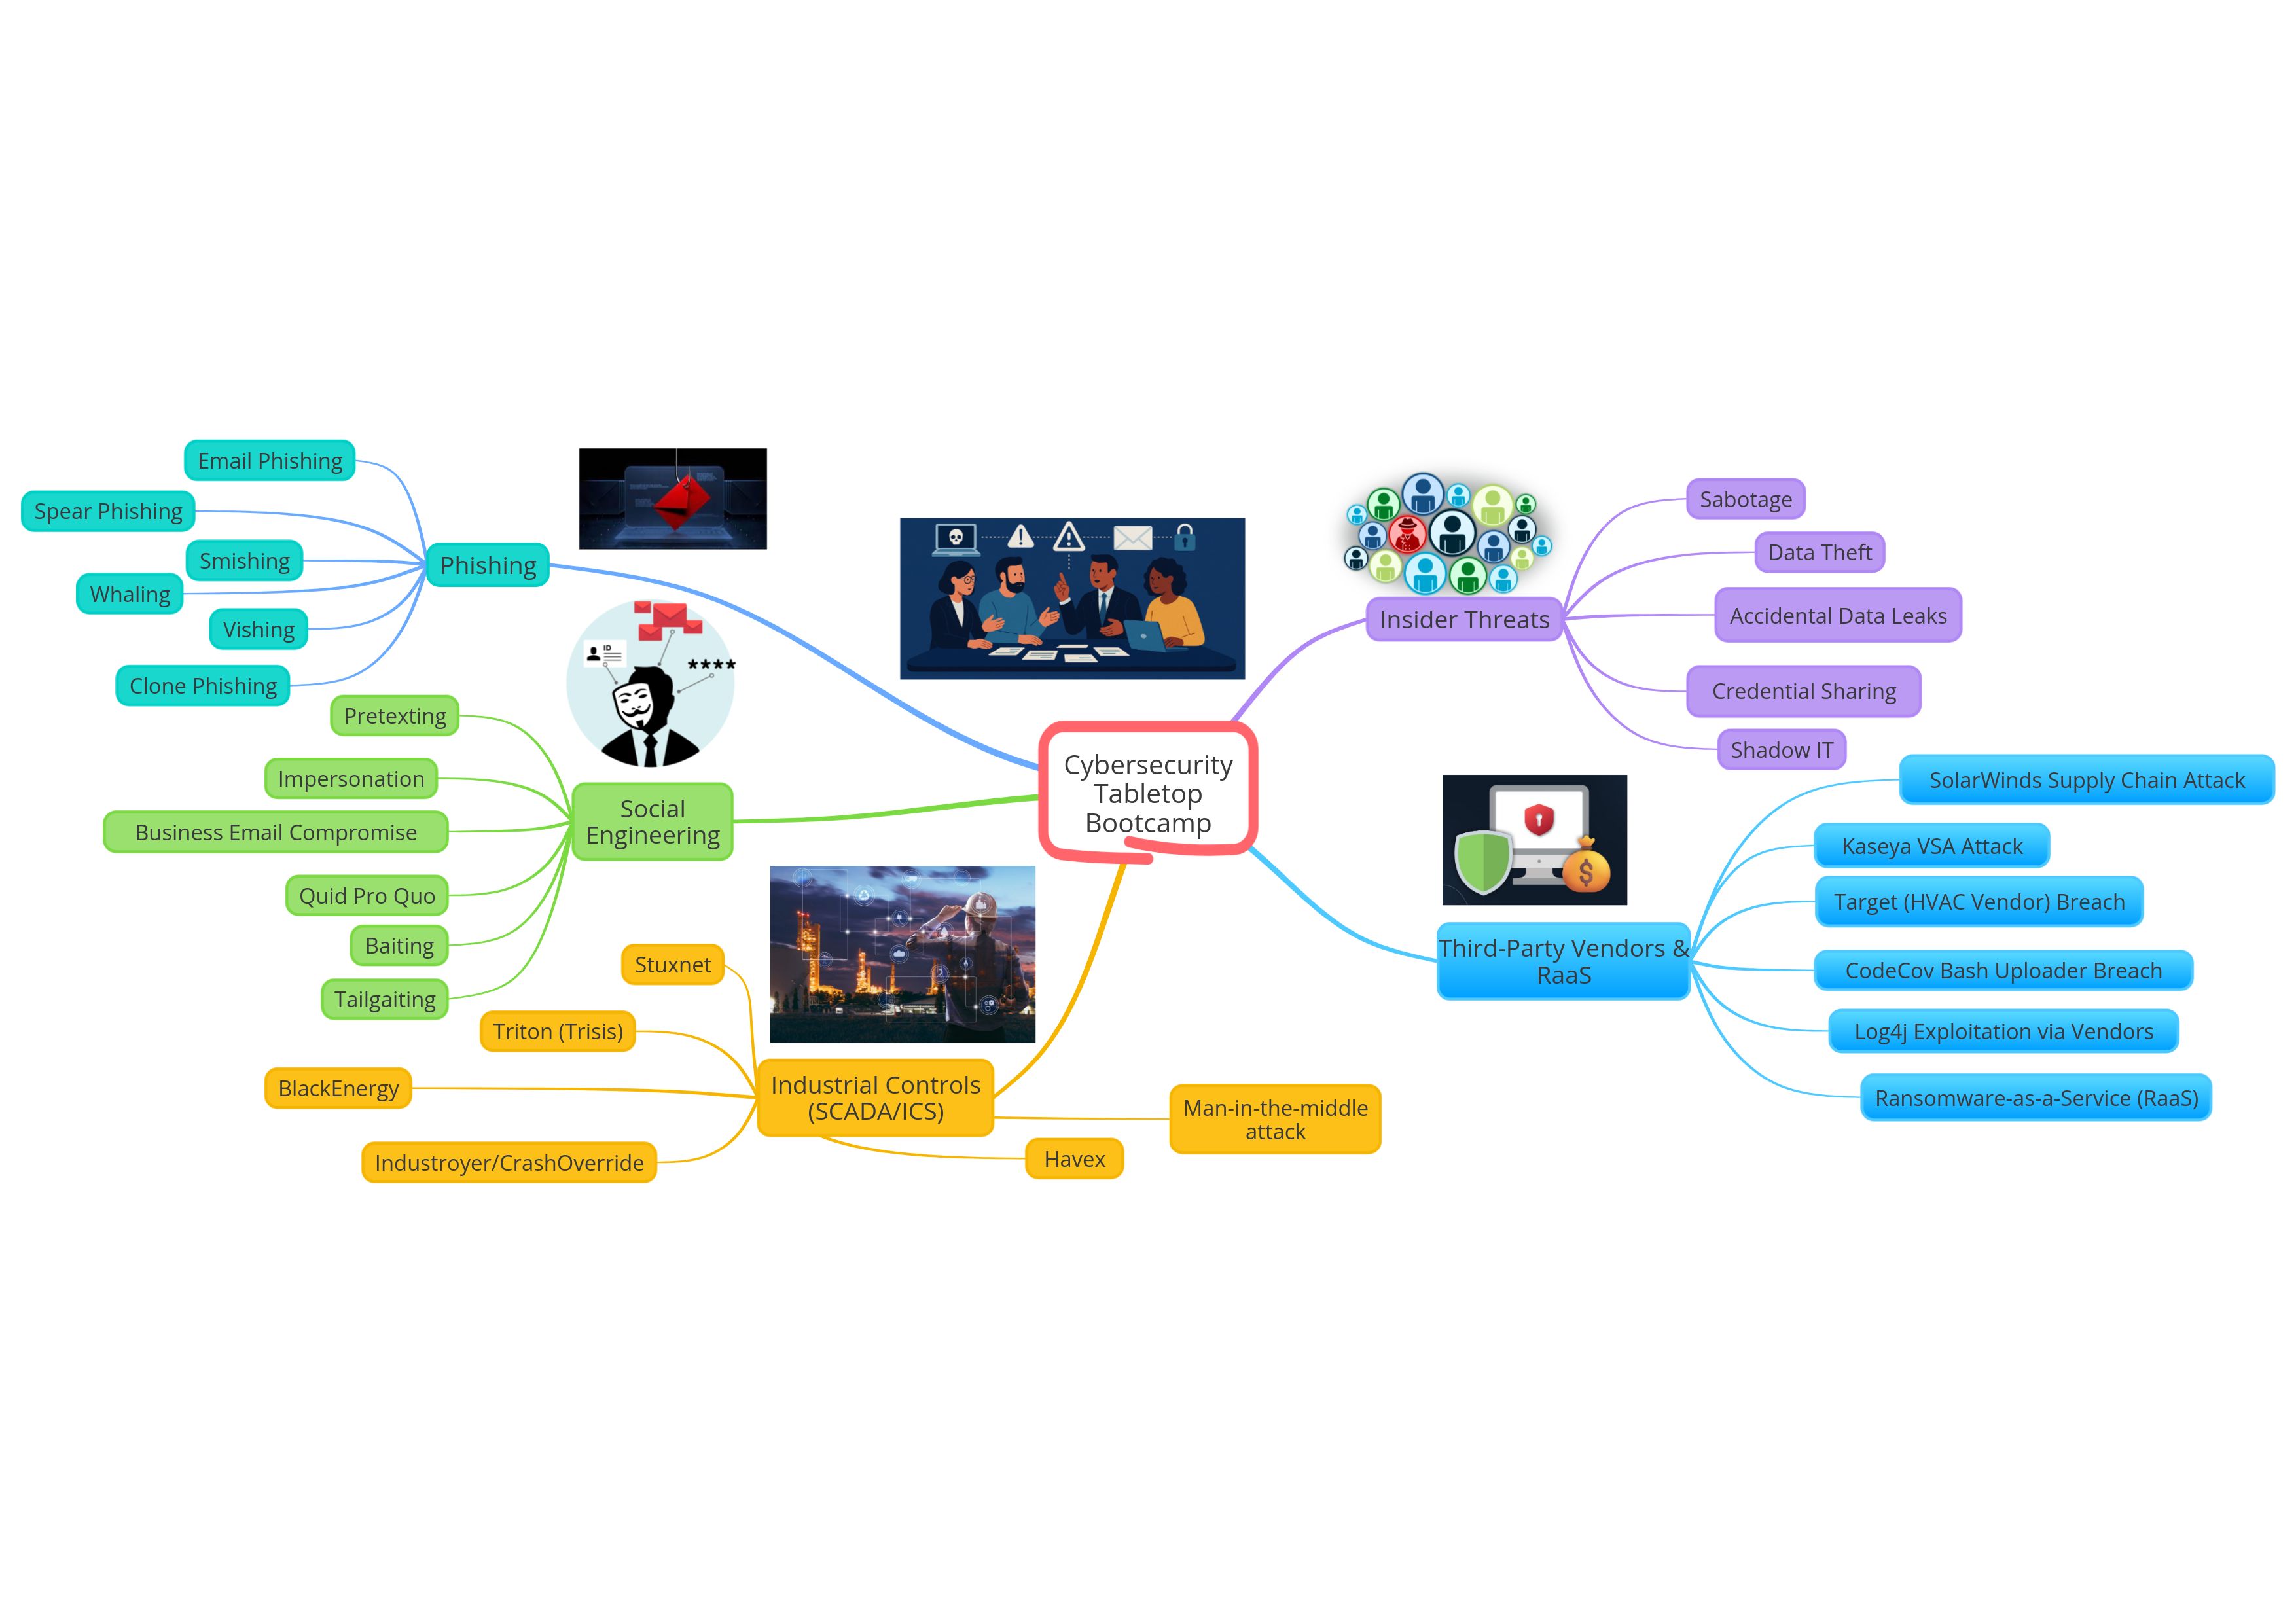 Cybersecurity
Tabletop
Bootcamp
Phishing
Email Phishing
Spear Phishing
Smishing
Whaling
Vishing
Clone Phishing
ID
****
Social
Engineering
Pretexting
Impersonation
Business Email Compromise
Quid Pro Quo
Baiting
Tailgaiting
Industrial Controls
(SCADA/ICS)
Stuxnet
Triton (Trisis)
BlackEnergy
Industroyer/CrashOverride
Havex
Man-in-the-middle
attack
Insider Threats
Sabotage
Data Theft
Accidental Data Leaks
Credential Sharing
Shadow IT
$
Third-Party Vendors &
RaaS
SolarWinds Supply Chain Attack
Kaseya VSA Attack
Target (HVAC Vendor) Breach
CodeCov Bash Uploader Breach
Log4j Exploitation via Vendors
Ransomware-as-a-Service (RaaS)